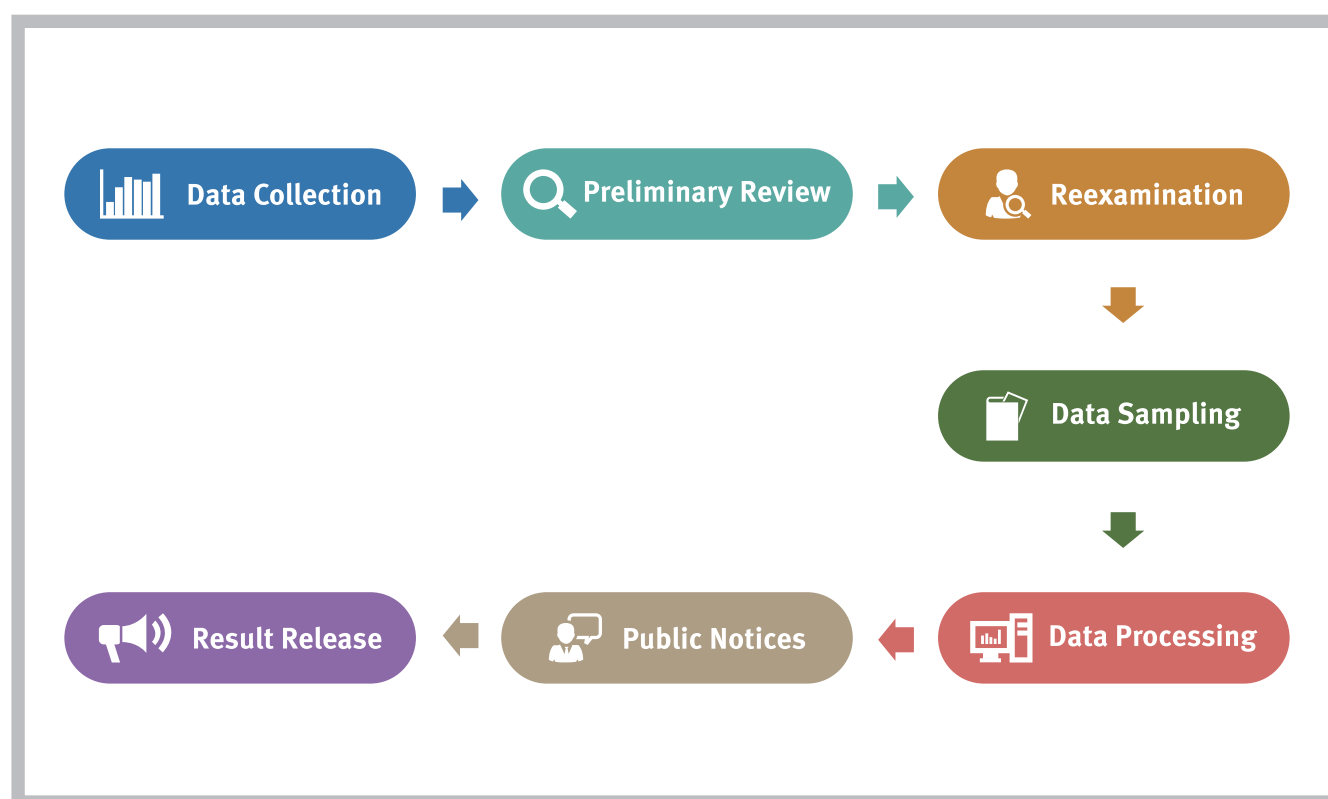 Data Collection
Preliminary Review
Reexamination
Data Sampling
Data Processing
Public Notices
Result Release